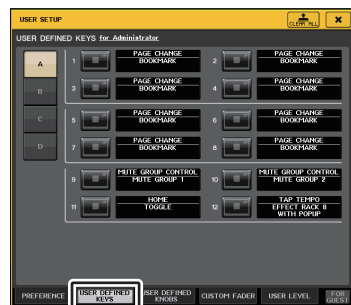 USER SETUP
CLEAR ALL
USER DEFINED KEYS for Administrator
A
B
C
D
1
PAGE CHANGE
BOOKMARK
2
PAGE CHANGE
BOOKMARK
3
PAGE CHANGE
BOOKMARK
4
PAGE CHANGE
BOOKMARK
5
PAGE CHANGE
BOOKMARK
6
PAGE CHANGE
BOOKMARK
7
PAGE CHANGE
BOOKMARK
8
PAGE CHANGE
BOOKMARK
9
MUTE GROUP CONTROL
MUTE GROUP 1
10
MUTE GROUP CONTROL
MUTE GROUP 2
11
HOME
TOGGLE
12
TAP TEMPO
EFFECT RACK 8
WITH POPUP
PREFERENCE
USER DEFINED
KEYS
USER DEFINED
KNOBS
CUSTOM FADER
USER LEVEL
FOR
GUEST